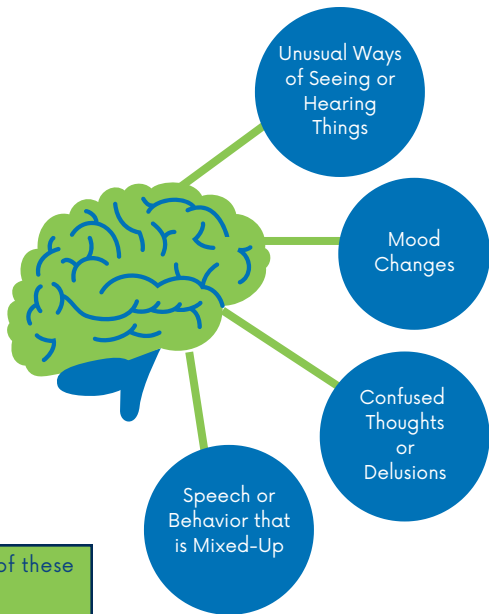 Unusual Ways
of Seeing or
Hearing
Things
Mood
Changes
Confused
Thoughts
or
Delusions
Speech or
Behavior that
is Mixed-Up
of these